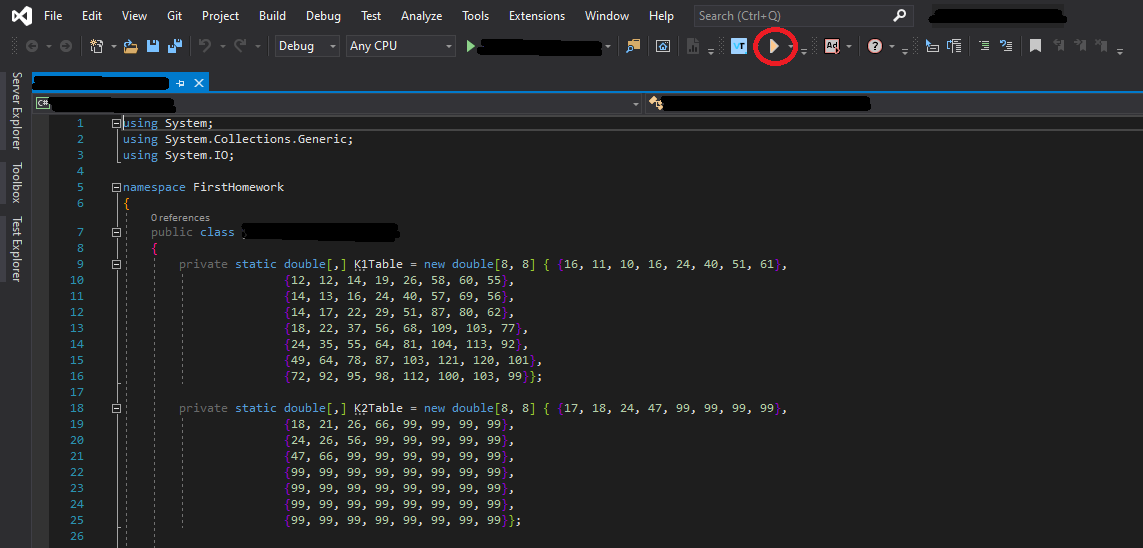 File Edit View Git Project Build Debug Test Analyze Tools Extensions Window Help Search (Ctrl+Q)
Debug Any CPU VT Ad ?
Server Explorer
Toolbox
Test Explorer
C#
1 using System;
2 using System.Collections.Generic;
3 using System.IO;
4
5 namespace FirstHomework
6 {
0 references
7 public class
8 {
9 private static double[,] K1Table = new double[8, 8] { {16, 11, 10, 16, 24, 40, 51, 61},
10 {12, 12, 14, 19, 26, 58, 60, 55},
11 {14, 13, 16, 24, 40, 57, 69, 56},
12 {14, 17, 22, 29, 51, 87, 80, 62},
13 {18, 22, 37, 56, 68, 109, 103, 77},
14 {24, 35, 55, 64, 81, 104, 113, 92},
15 {49, 64, 78, 87, 103, 121, 120, 101},
16 {72, 92, 95, 98, 112, 100, 103, 99}};
17
18 private static double[,] K2Table = new double[8, 8] { {17, 18, 24, 47, 99, 99, 99, 99},
19 {18, 21, 26, 66, 99, 99, 99, 99},
20 {24, 26, 56, 99, 99, 99, 99, 99},
21 {47, 66, 99, 99, 99, 99, 99, 99},
22 {99, 99, 99, 99, 99, 99, 99, 99},
23 {99, 99, 99, 99, 99, 99, 99, 99},
24 {99, 99, 99, 99, 99, 99, 99, 99},
25 {99, 99, 99, 99, 99, 99, 99, 99}};
26